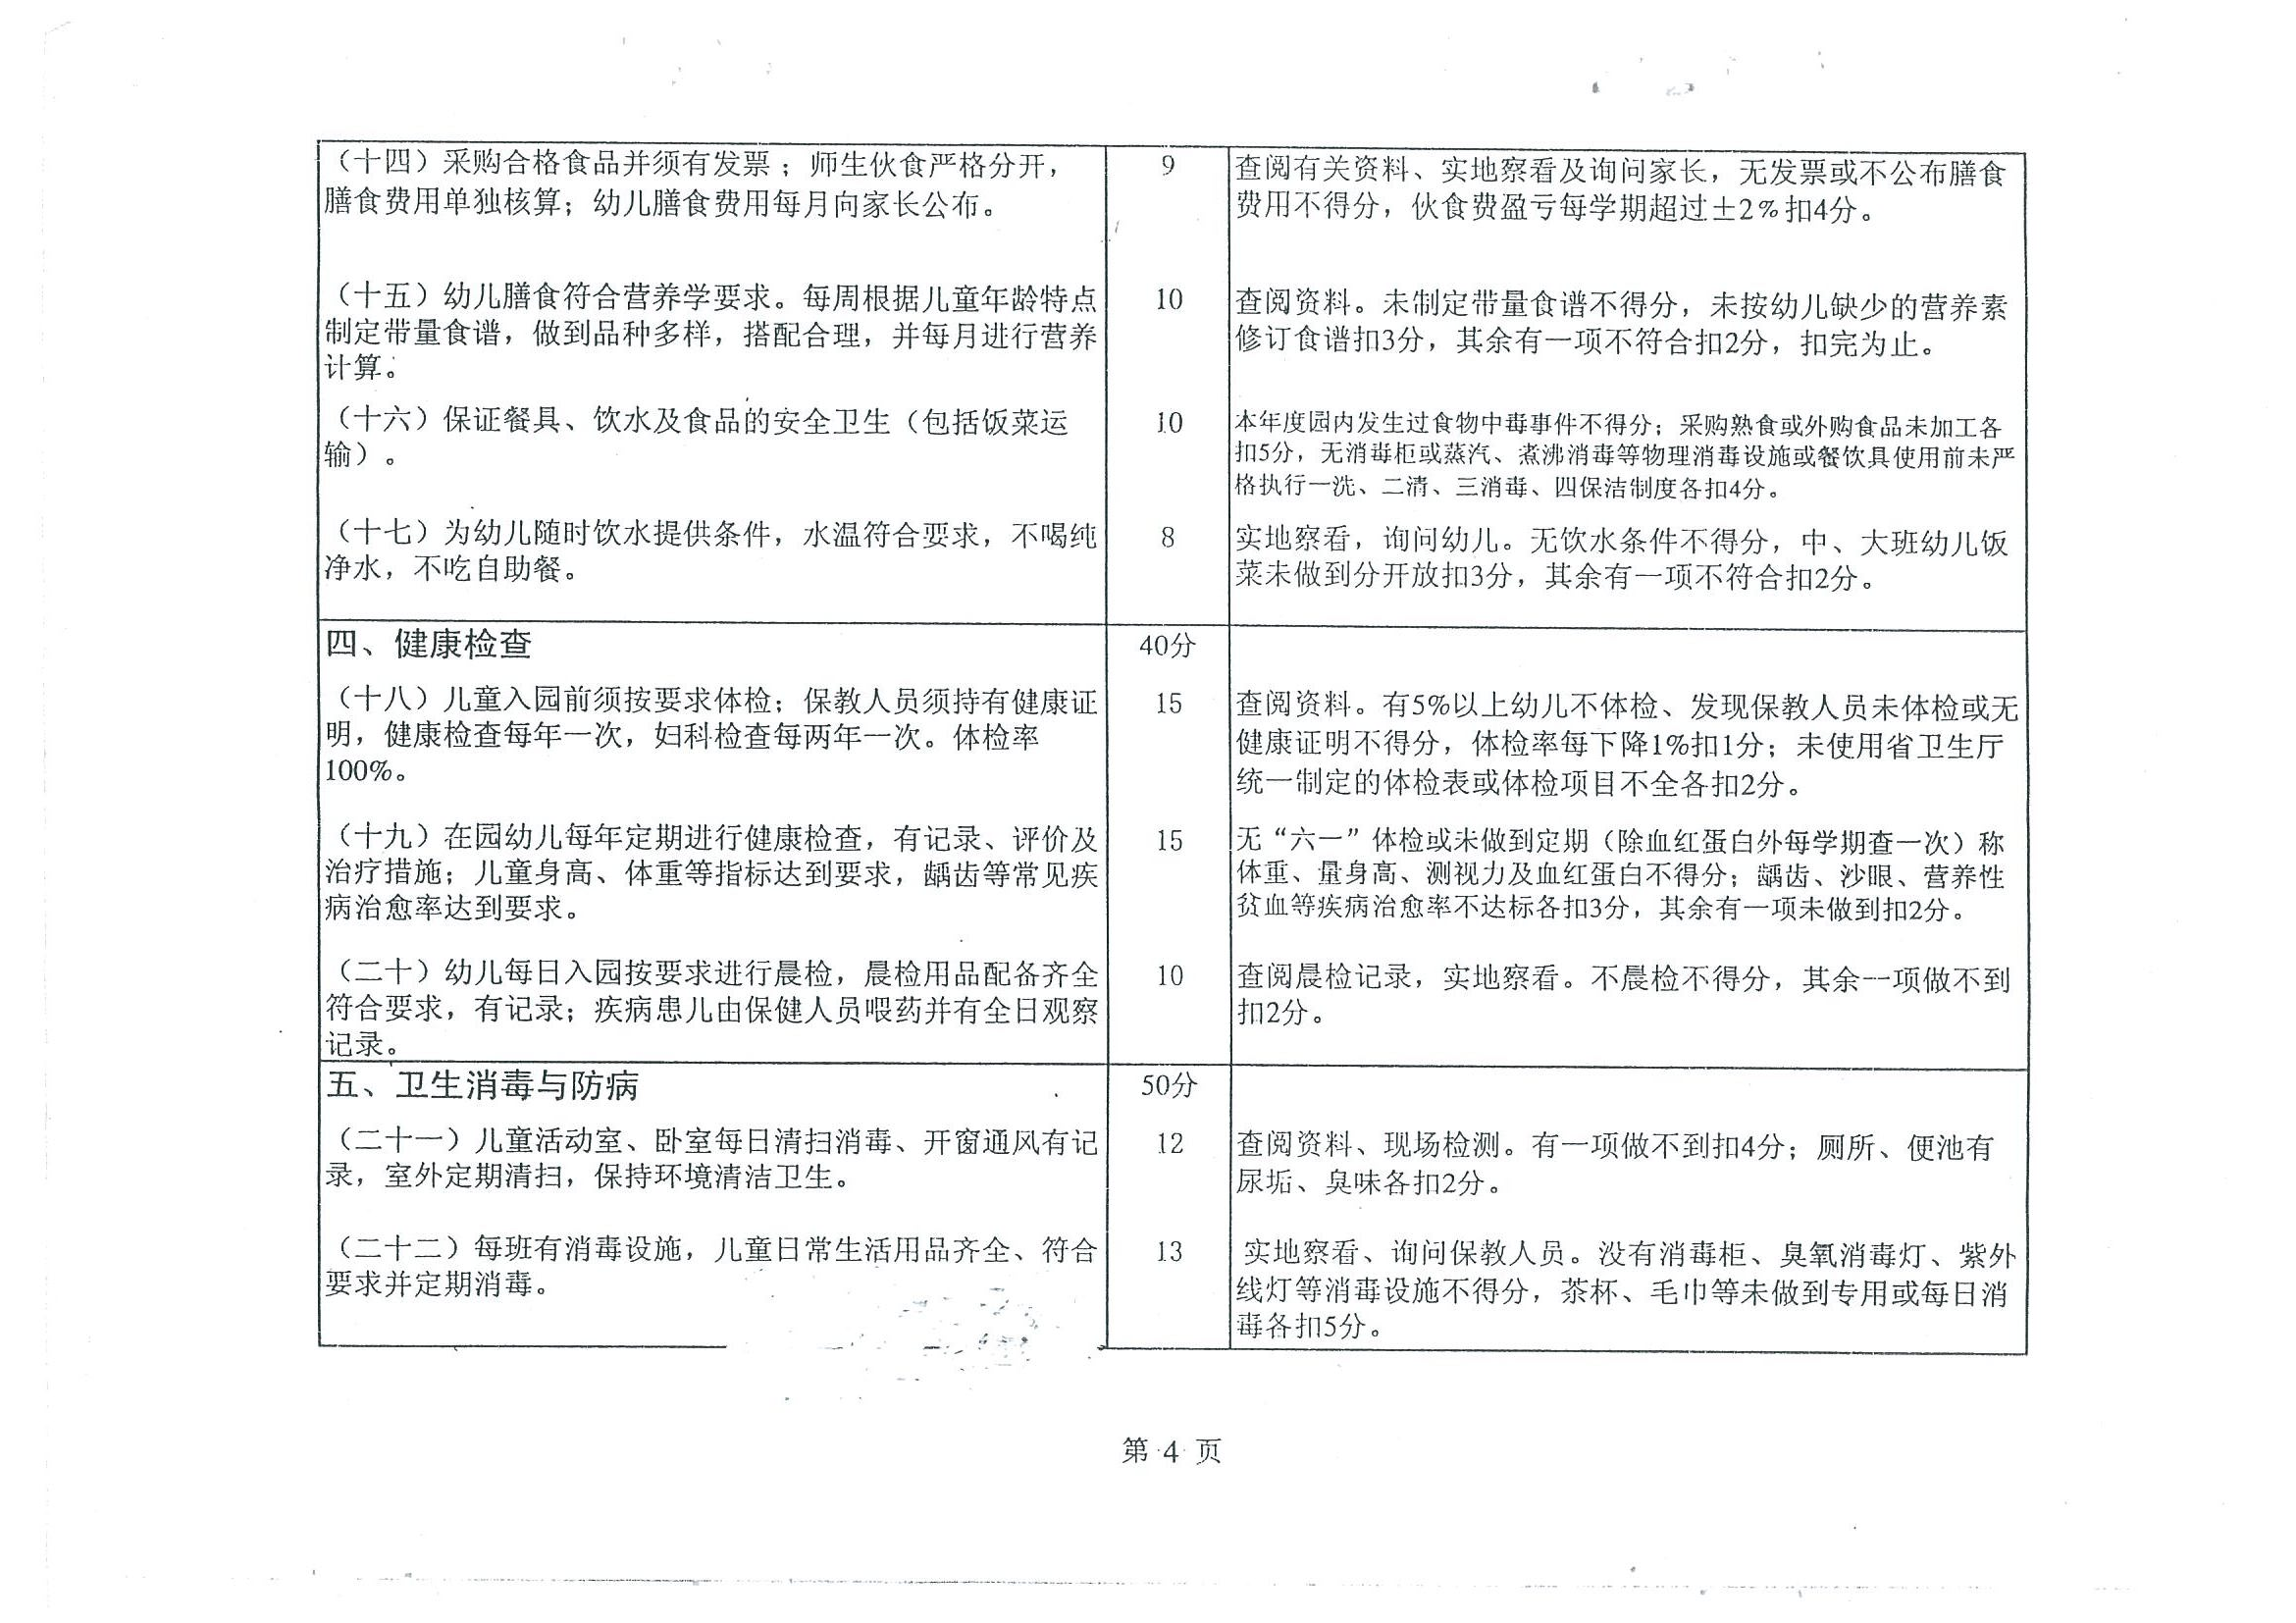 （十四）采购合格食品并须有发票；师生伙食严格分开，
膳食费用单独核算；幼儿膳食费用每月向家长公布。
9
查阅有关资料、实地察看及询问家长，无发票或不公布膳食
费用不得分，伙食费盈亏每学期超过±2%扣4分。
（十五）幼儿膳食符合营养学要求。每周根据儿童年龄特点
制定带量食谱，做到品种多样，搭配合理，并每月进行营养
计算。
10
查阅资料。未制定带量食谱不得分，未按幼儿缺少的营养素
修订食谱扣3分，其余有一项不符合扣2分，扣完为止。
（十六）保证餐具、饮水及食品的安全卫生（包括饭菜运
输）。
10
本年度园内发生过食物中毒事件不得分；采购熟食或外购食品未加工各
扣5分，无消毒柜或蒸汽、煮沸消毒等物理消毒设施或餐饮具使用前未严
格执行一洗、二清、三消毒、四保洁制度各扣4分。
（十七）为幼儿随时饮水提供条件，水温符合要求，不喝纯
净水，不吃自助餐。
8
实地察看，询问幼儿。无饮水条件不得分，中、大班幼儿饭
菜未做到分开放扣3分，其余有一项不符合扣2分。
四、健康检查
40分
（十八）儿童入园前须按要求体检；保教人员须持有健康证
明，健康检查每年一次，妇科检查每两年一次。体检率
100%。
15
查阅资料。有5%以上幼儿不体检、发现保教人员未体检或无
健康证明不得分，体检率每下降1%扣1分；未使用省卫生厅
统一制定的体检表或体检项目不全各扣2分。
（十九）在园幼儿每年定期进行健康检查，有记录、评价及
治疗措施；儿童身高、体重等指标达到要求，龋齿等常见疾
病治愈率达到要求。
15
无“六一”体检或未做到定期（除血红蛋白外每学期查一次）称
体重、量身高、测视力及血红蛋白不得分；龋齿、沙眼、营养性
贫血等疾病治愈率不达标各扣3分，其余有一项未做到扣2分。
（二十）幼儿每日入园按要求进行晨检，晨检用品配备齐全
符合要求，有记录；疾病患儿由保健人员喂药并有全日观察
记录。
10
查阅晨检记录，实地察看。不晨检不得分，其余一项做不到
扣2分。
五、卫生消毒与防病
50分
（二十一）儿童活动室、卧室每日清扫消毒、开窗通风有记
录，室外定期清扫，保持环境清洁卫生。
12
查阅资料、现场检测。有一项做不到扣4分；厕所、便池有
尿垢、臭味各扣2分。
（二十二）每班有消毒设施，儿童日常生活用品齐全、符合
要求并定期消毒。
13
实地察看、询问保教人员。没有消毒柜、臭氧消毒灯、紫外
线灯等消毒设施不得分，茶杯、毛巾等未做到专用或每日消
毒各扣5分。
第 4 页